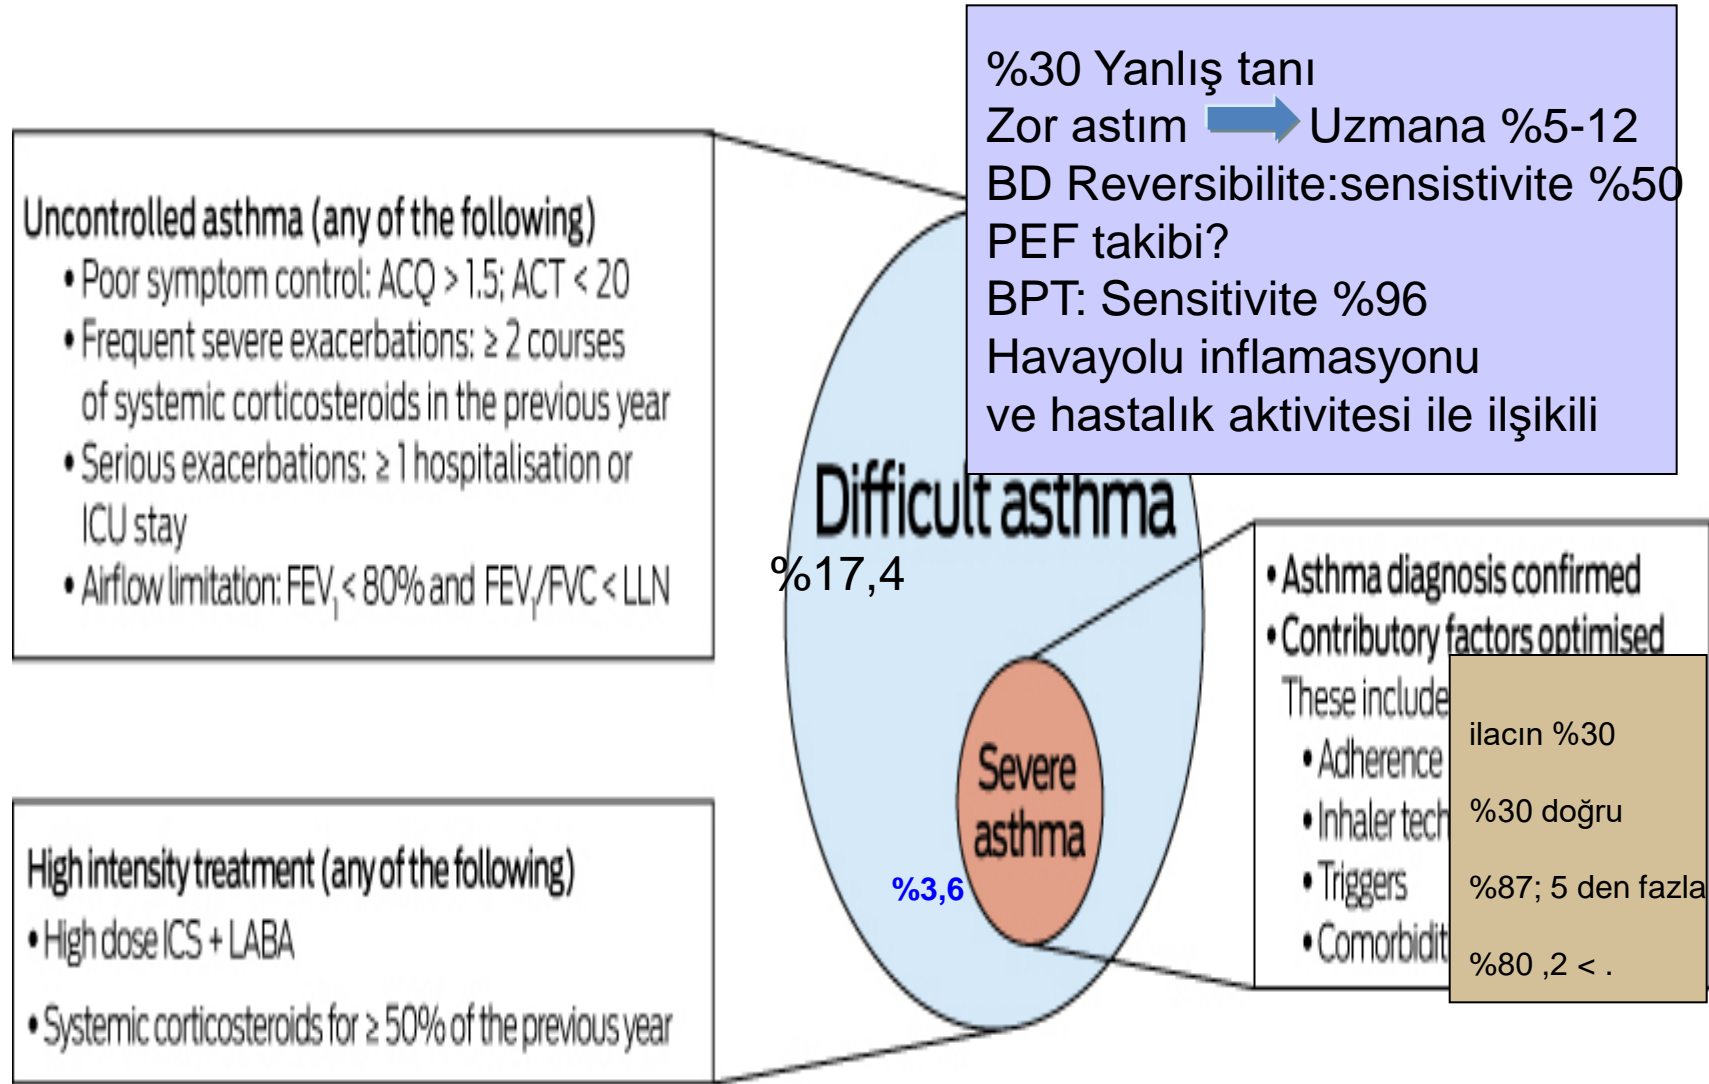 %30 Yanlış tanı
Zor astım Uzmana %5-12
BD Reversibilite:sensistivite %50
PEF takibi?
BPT: Sensitivite %96
Havayolu inflamasyonu
ve hastalık aktivitesi ile ilşikili
Uncontrolled asthma (any of the following)
• Poor symptom control: ACQ > 1.5; ACT < 20
• Frequent severe exacerbations: ≥ 2 courses
of systemic corticosteroids in the previous year
• Serious exacerbations: ≥ 1 hospitalisation or
ICU stay
• Airflow limitation: FEV₁ < 80% and FEV₁/FVC < LLN
Difficult asthma
%17,4
Severe
asthma
%3,6
• Asthma diagnosis confirmed
• Contributory factors optimised
These include
• Adherence
• Inhaler tech
• Triggers
• Comorbidit
ilacın %30
%30 doğru
%87; 5 den fazla
%80 ,2 < .
High intensity treatment (any of the following)
• High dose ICS + LABA
• Systemic corticosteroids for ≥ 50% of the previous year